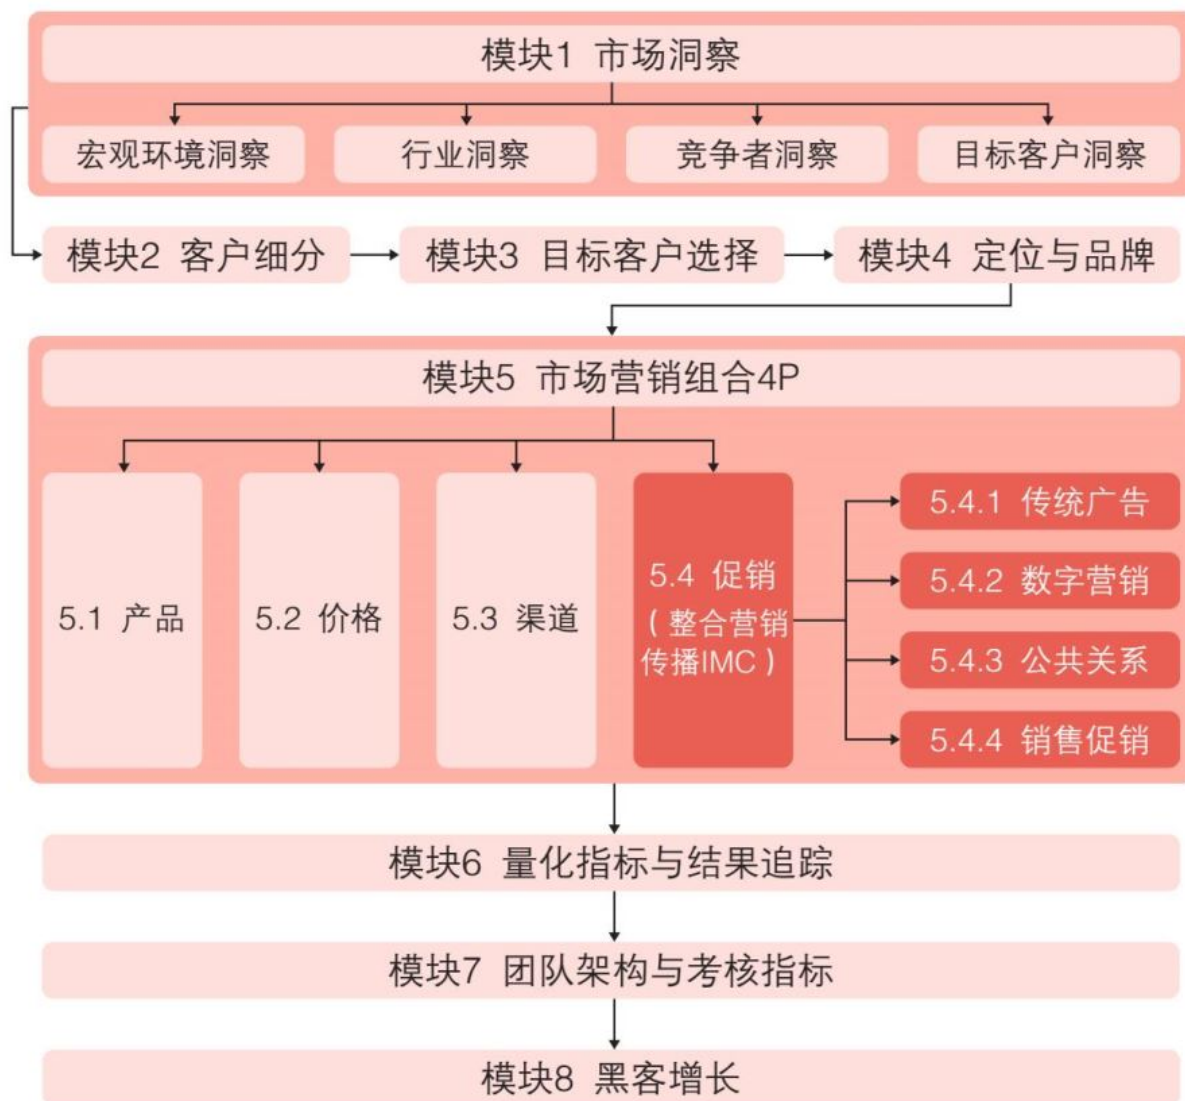 模块1 市场洞察
宏观环境洞察
行业洞察
竞争者洞察
目标客户洞察
模块2 客户细分
模块3 目标客户选择
模块4 定位与品牌
模块5 市场营销组合4P
5.1 产品
5.2 价格
5.3 渠道
5.4 促销
（整合营销
传播IMC）
5.4.1 传统广告
5.4.2 数字营销
5.4.3 公共关系
5.4.4 销售促销
模块6 量化指标与结果追踪
模块7 团队架构与考核指标
模块8 黑客增长